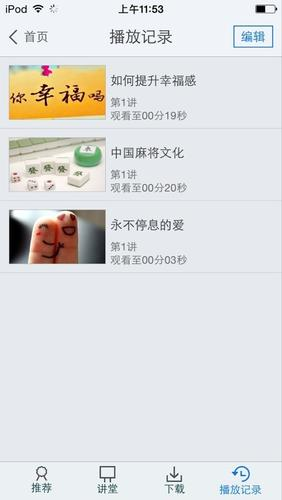 iPod 上午11:53
首页 播放记录 编辑
你幸福吗
如何提升幸福感
第1讲
观看至00分19秒
發 發 發 發
中国麻将文化
第1讲
观看至00分20秒
永不停息的爱
第1讲
观看至00分03秒
推荐 讲堂 下载 播放记录